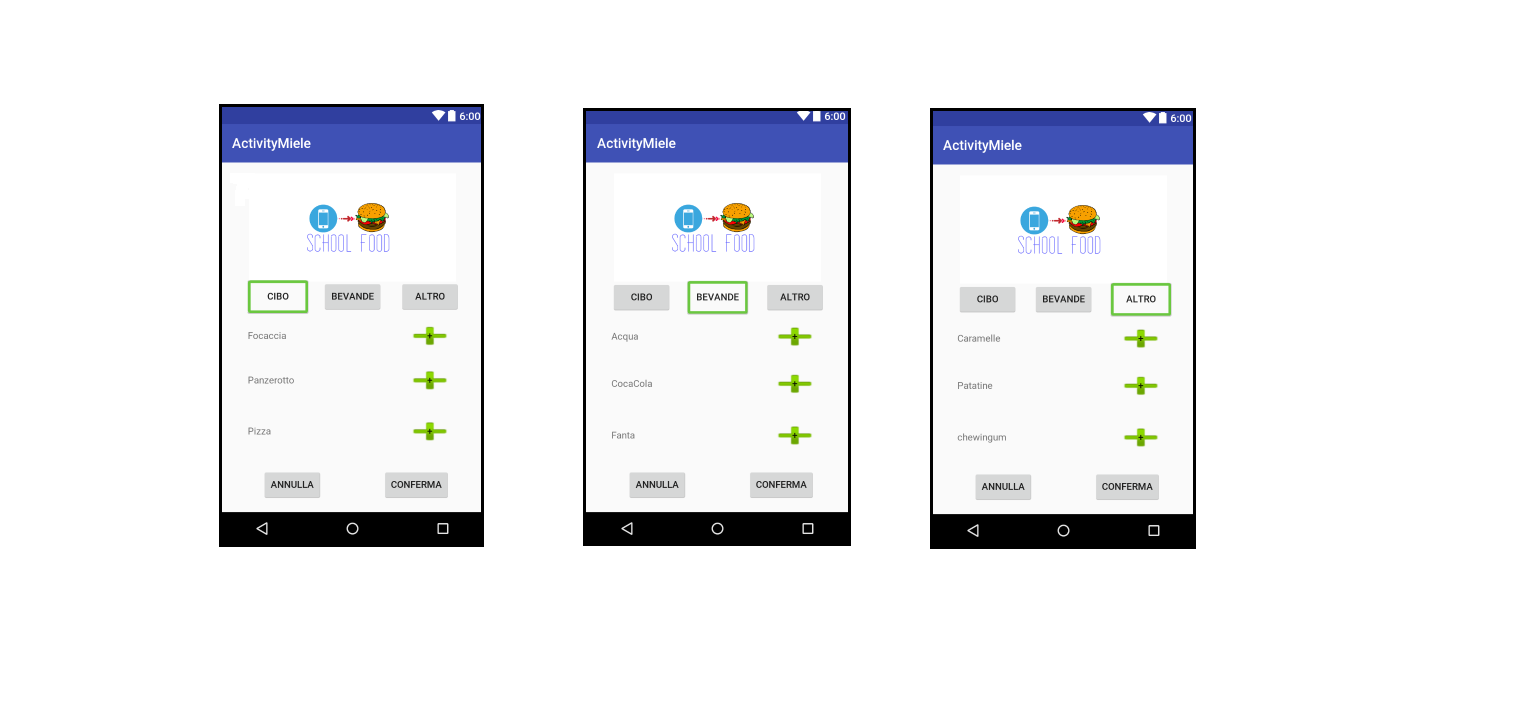 6:00
ActivityMiele
SCHOOL FOOD
CIBO BEVANDE ALTRO
Focaccia +
Panzerotto +
Pizza +
ANNULLA CONFERMA
6:00
ActivityMiele
SCHOOL FOOD
CIBO BEVANDE ALTRO
Acqua +
CocaCola +
Fanta +
ANNULLA CONFERMA
6:00
ActivityMiele
SCHOOL FOOD
CIBO BEVANDE ALTRO
Caramelle +
Patatine +
chewingum +
ANNULLA CONFERMA